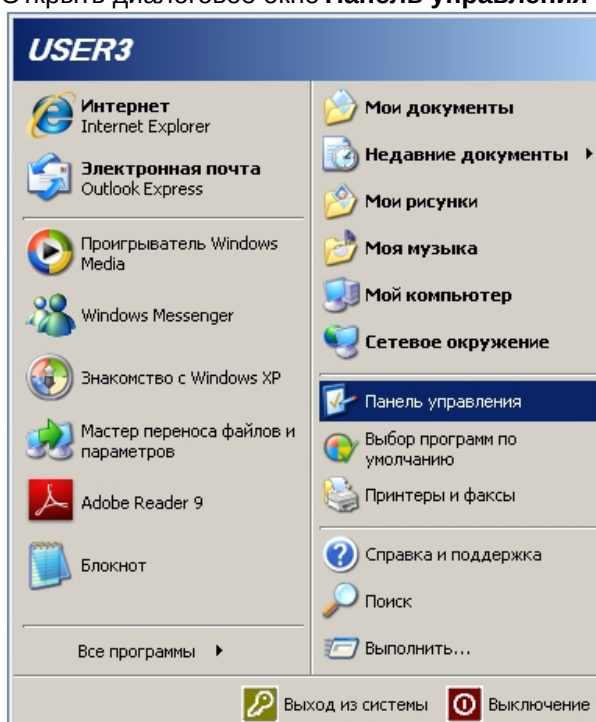 Открыть диалоговое окно Панель управления
USER3
Интернет
Internet Explorer
Электронная почта
Outlook Express
Проигрыватель Windows
Media
Windows Messenger
Знакомство с Windows XP
Мастер переноса файлов и
параметров
Adobe Reader 9
Блокнот
Все программы
Мои документы
Недавние документы
Мои рисунки
Моя музыка
Мой компьютер
Сетевое окружение
Панель управления
Выбор программ по
умолчанию
Принтеры и факсы
Справка и поддержка
Поиск
Выполнить...
Выход из системы
Выключение